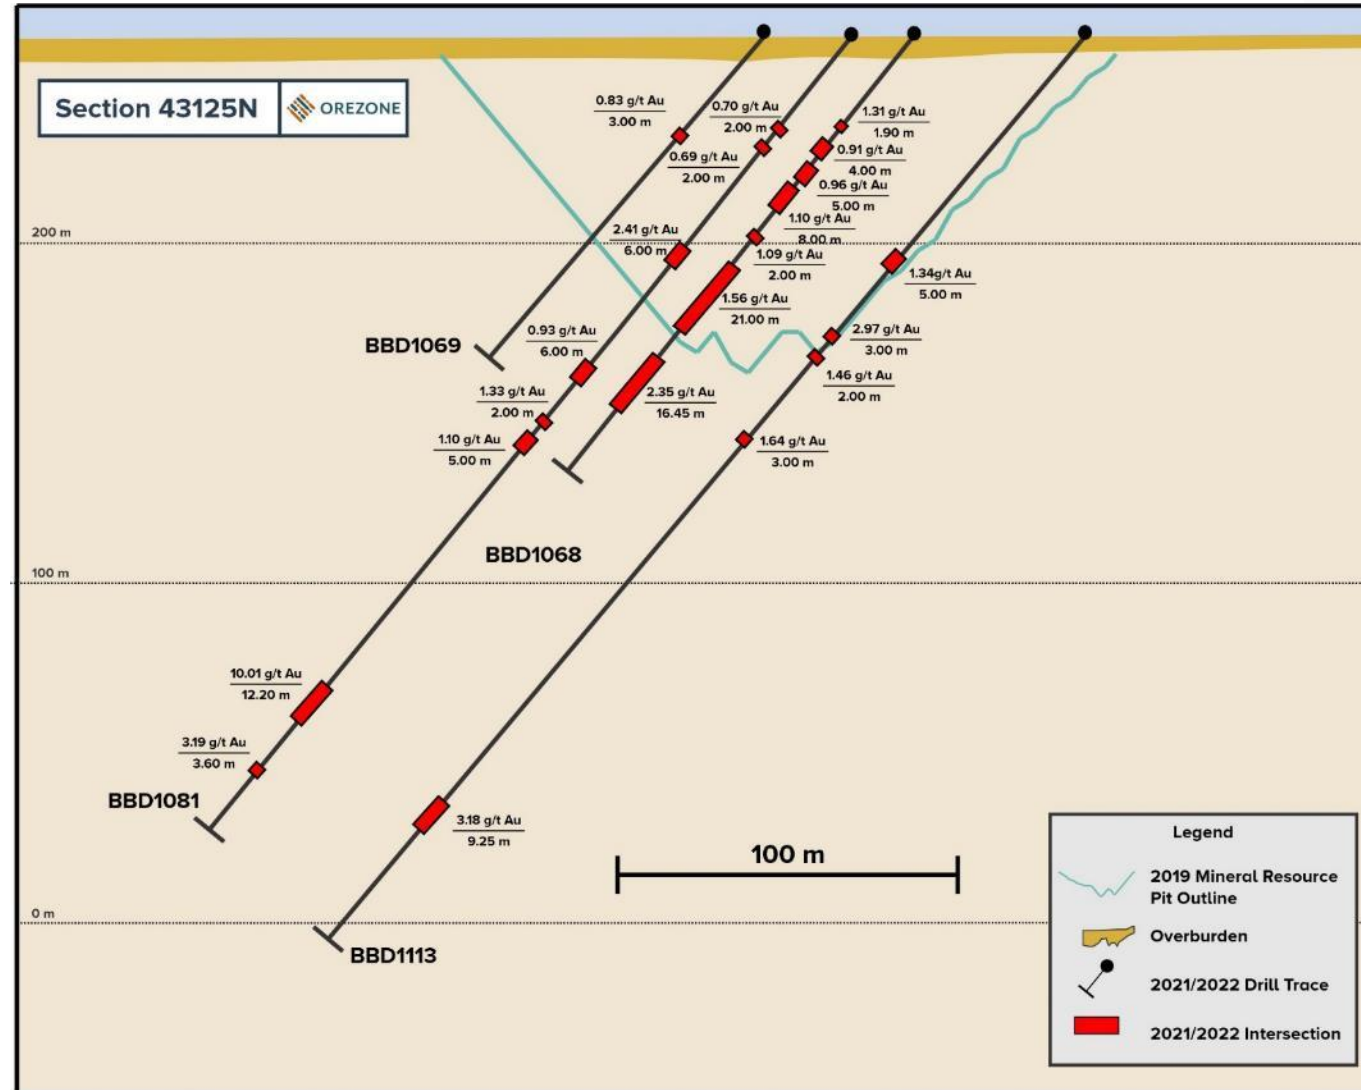 Section 43125N
OREZONE
0.83 g/t Au
3.00 m
0.70 g/t Au
2.00 m
0.69 g/t Au
2.00 m
1.31 g/t Au
1.90 m
0.91 g/t Au
4.00 m
0.96 g/t Au
5.00 m
1.10 g/t Au
8.00 m
200 m
2.41 g/t Au
6.00 m
1.09 g/t Au
2.00 m
1.34g/t Au
5.00 m
1.56 g/t Au
21.00 m
BBD1069
0.93 g/t Au
6.00 m
2.97 g/t Au
3.00 m
1.46 g/t Au
2.00 m
1.33 g/t Au
2.00 m
2.35 g/t Au
16.45 m
1.10 g/t Au
5.00 m
1.64 g/t Au
3.00 m
BBD1068
100 m
10.01 g/t Au
12.20 m
3.19 g/t Au
3.60 m
BBD1081
3.18 g/t Au
9.25 m
100 m
0 m
BBD1113
Legend
2019 Mineral Resource
Pit Outline
Overburden
2021/2022 Drill Trace
2021/2022 Intersection